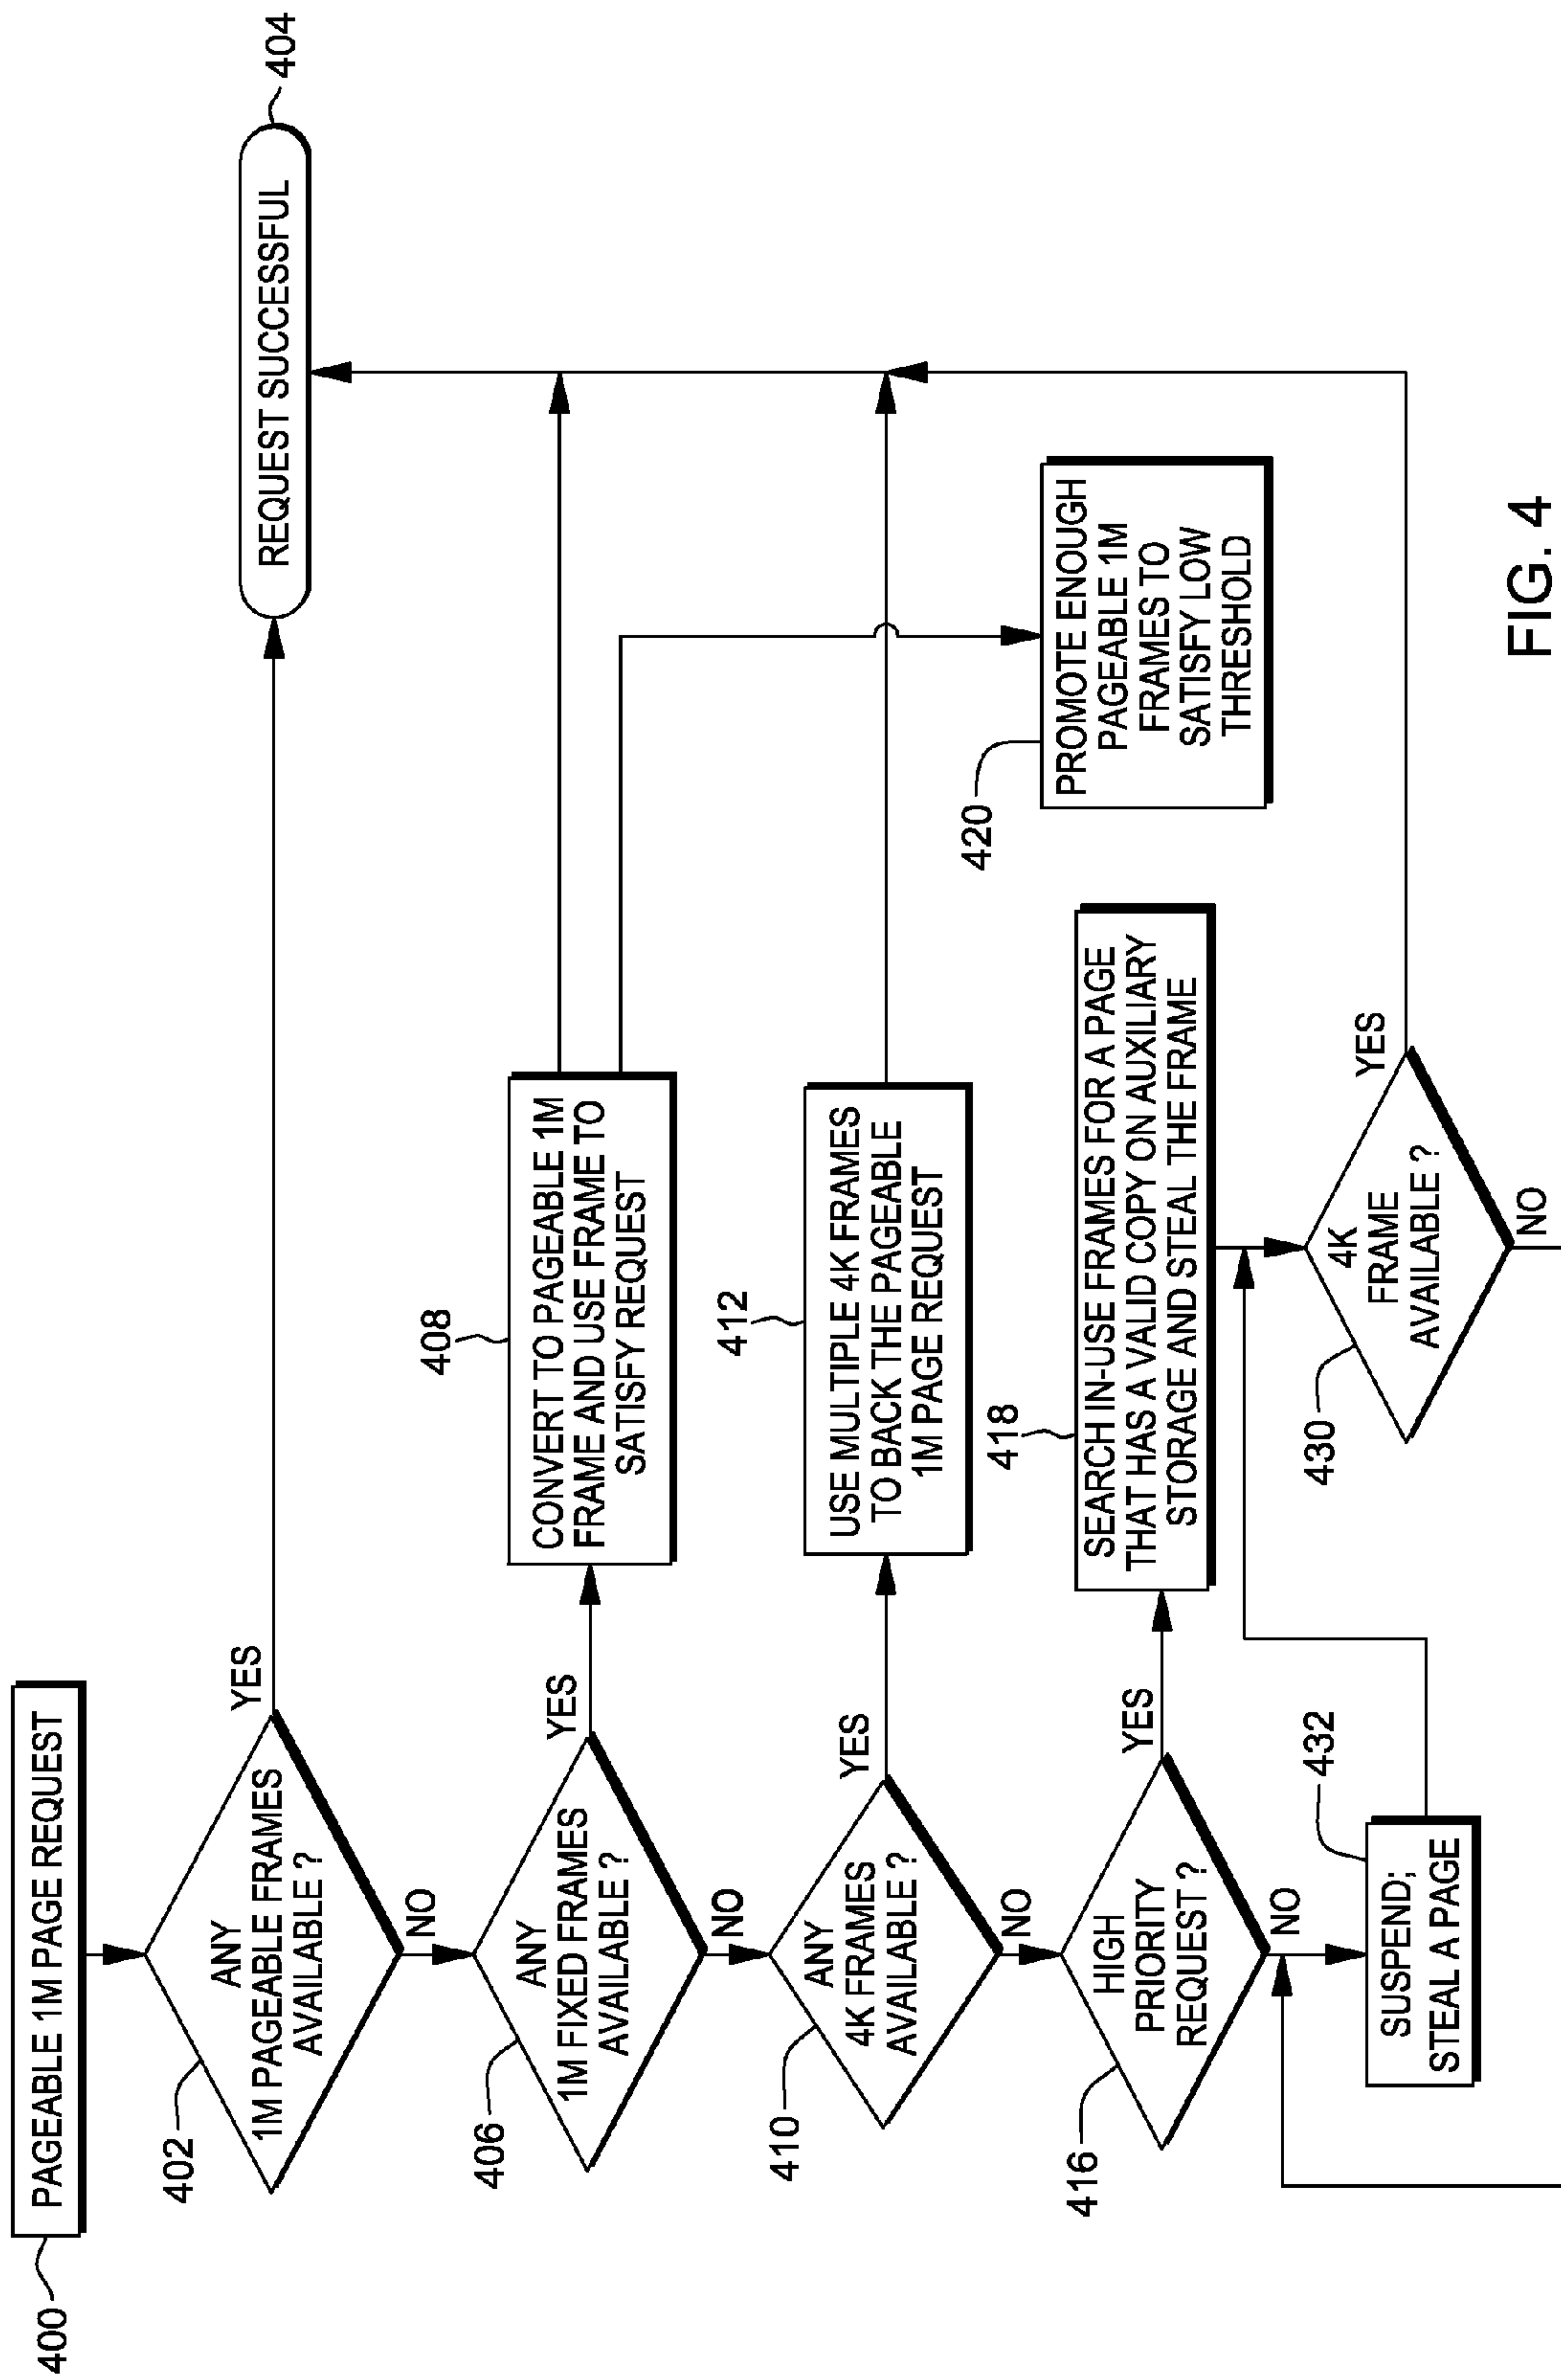 400
PAGEABLE 1M PAGE REQUEST
402
ANY
1M PAGEABLE FRAMES
AVAILABLE ?
YES
NO
REQUEST SUCCESSFUL
404
406
ANY
1M FIXED FRAMES
AVAILABLE ?
YES
NO
408
CONVERT TO PAGEABLE 1M
FRAME AND USE FRAME TO
SATISFY REQUEST
410
ANY
4K FRAMES
AVAILABLE ?
YES
NO
412
USE MULTIPLE 4K FRAMES
TO BACK THE PAGEABLE
1M PAGE REQUEST
420
PROMOTE ENOUGH
PAGEABLE 1M
FRAMES TO
SATISFY LOW
THRESHOLD
416
HIGH
PRIORITY
REQUEST ?
YES
NO
418
SEARCH IN-USE FRAMES FOR A PAGE
THAT HAS A VALID COPY ON AUXILIARY
STORAGE AND STEAL THE FRAME
432
SUSPEND;
STEAL A PAGE
430
4K
FRAME
AVAILABLE ?
YES
NO
FIG. 4